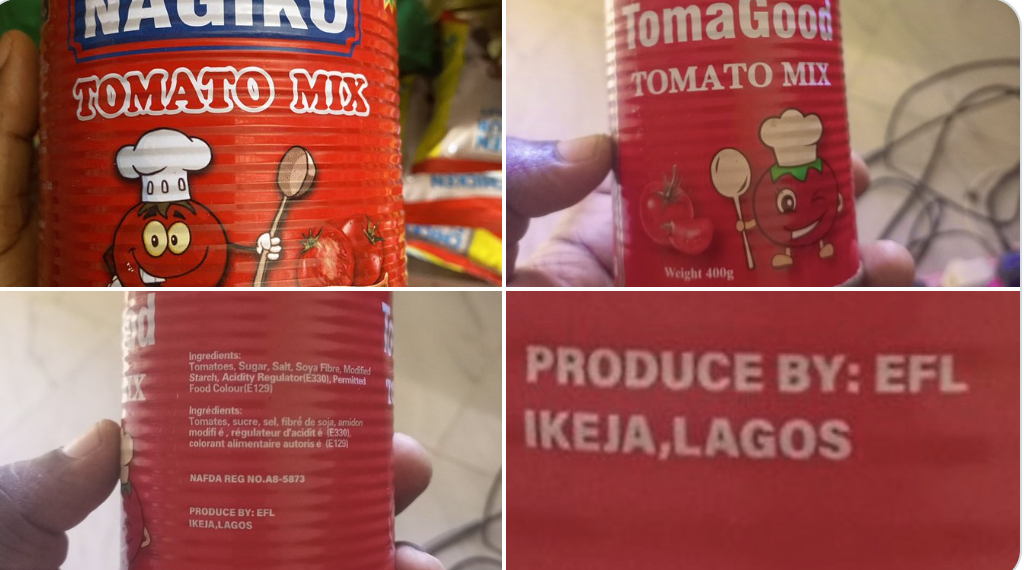 NAGIKO
TOMATO MIX
TomaGood
TOMATO MIX
Weight 400g
Ingredients:
Tomatoes, Sugar, Salt, Soya Fibre, Modified
Starch, Acidity Regulator(E330), Permitted
Food Colour(E129)
Ingrédients:
Tomates, sucre, sel, fibré de soja, amidon
modifi é , régulateur d'acidit é (E330),
colorant alimentaire autoris é (E129)
NAFDA REG NO.A8-5873
PRODUCE BY: EFL
IKEJA,LAGOS
PRODUCE BY: EFL
IKEJA,LAGOS